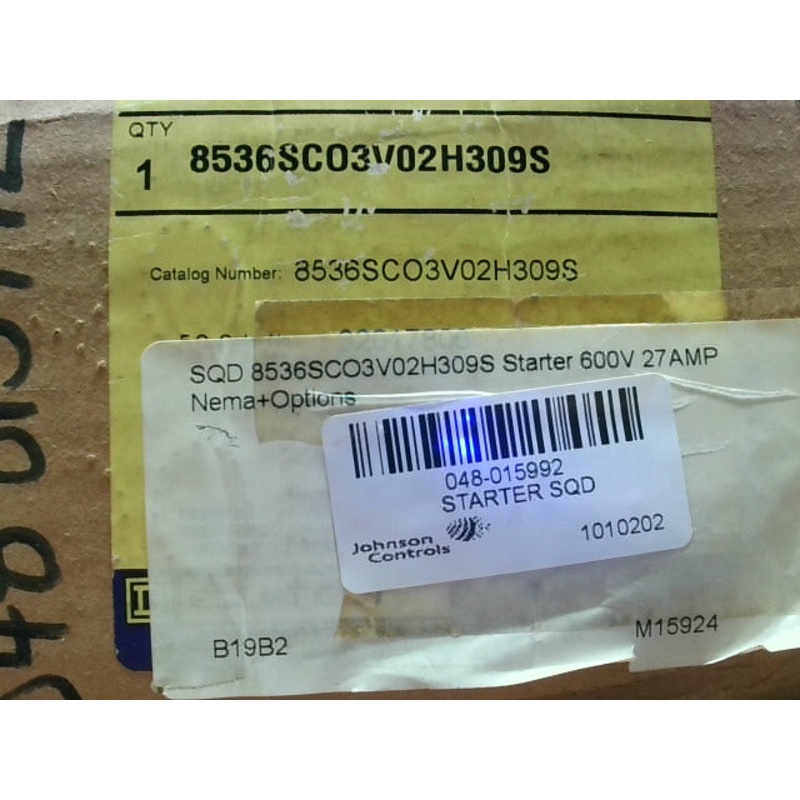 QTY
1 8536SCO3V02H309S
Catalog Number: 8536SCO3V02H309S
SQD 8536SCO3V02H309S Starter 600V 27AMP
Nema+Options
048-015992
STARTER SQD
Johnson
Controls
1010202
B19B2
M15924